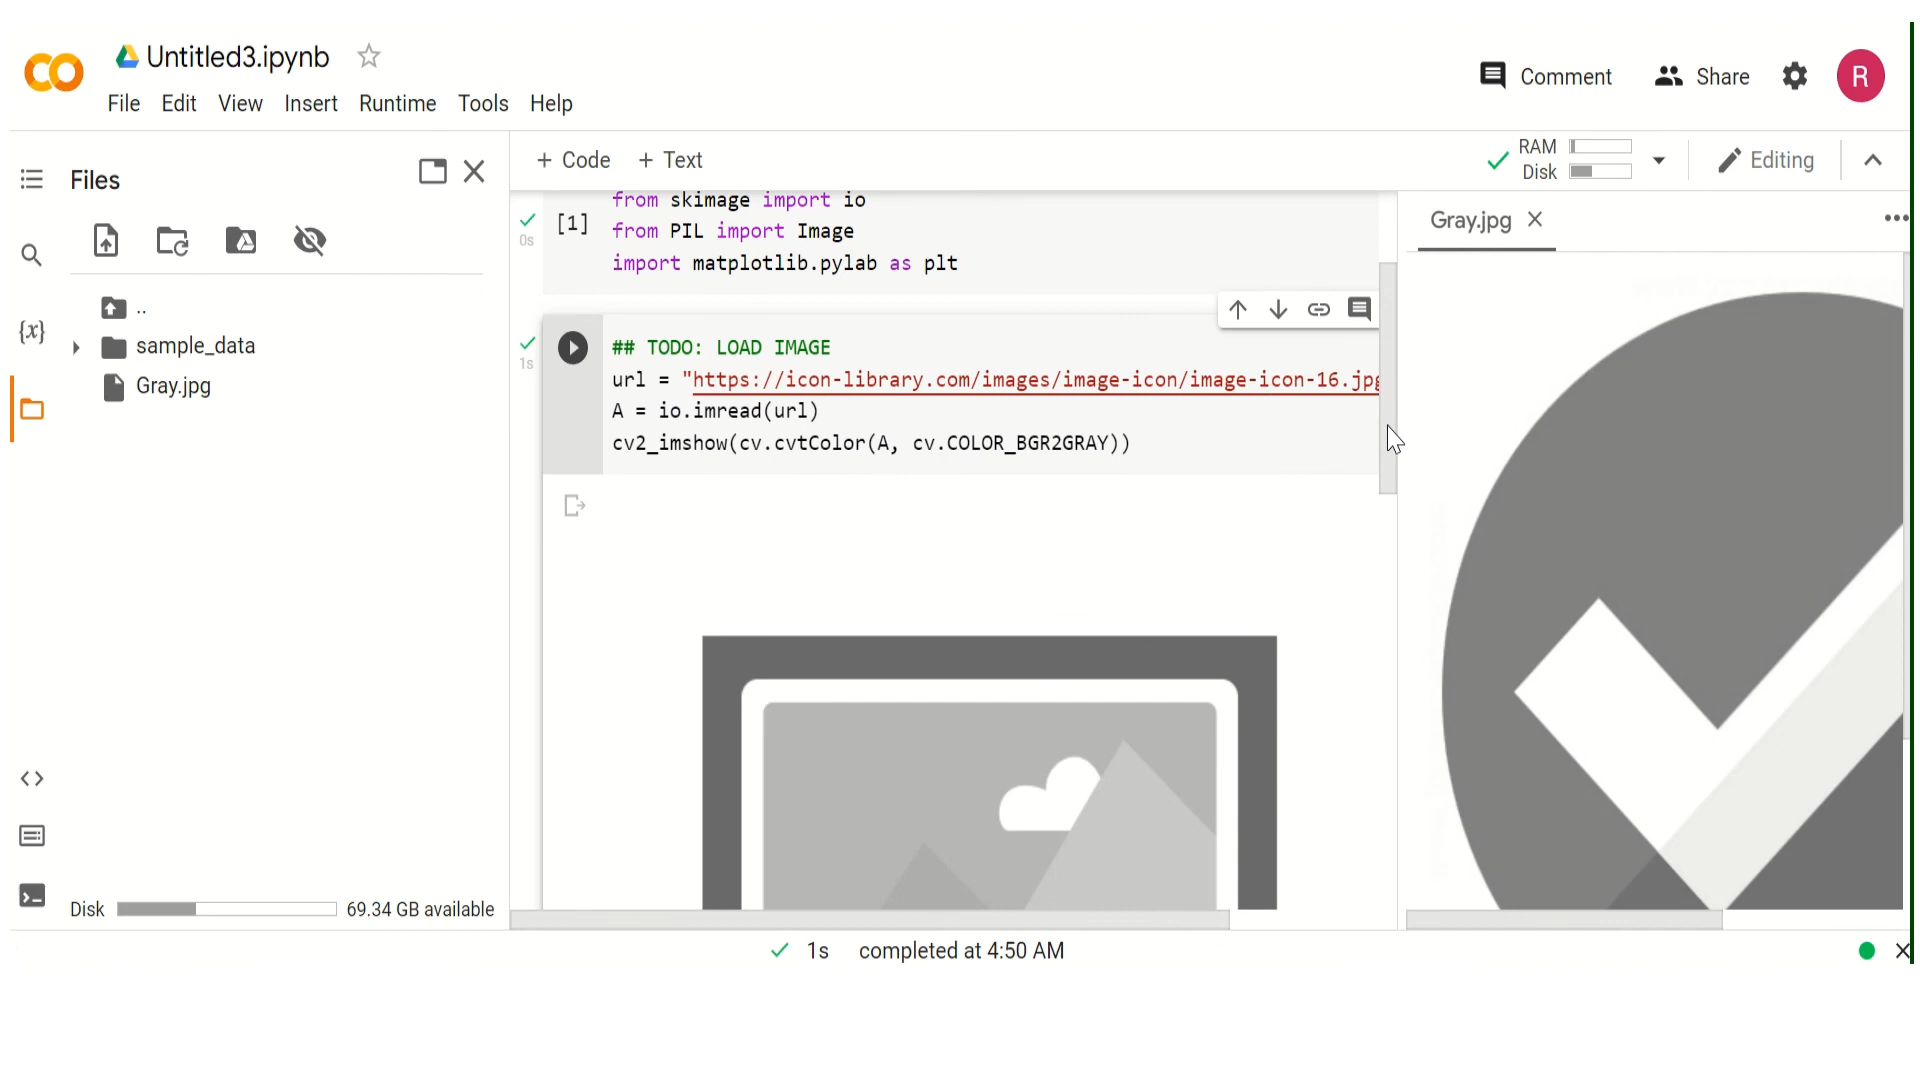 Untitled3.ipynb
File Edit View Insert Runtime Tools Help
Comment Share R
Files
+ Code + Text
RAM
Disk
Editing
..
sample_data
Gray.jpg
{x}
Disk 69.34 GB available
0s
[1]
from skimage import io
from PIL import Image
import matplotlib.pylab as plt
1s
## TODO: LOAD IMAGE
url = "https://icon-library.com/images/image-icon/image-icon-16.jpg
A = io.imread(url)
cv2_imshow(cv.cvtColor(A, cv.COLOR_BGR2GRAY))
Gray.jpg
1s completed at 4:50 AM